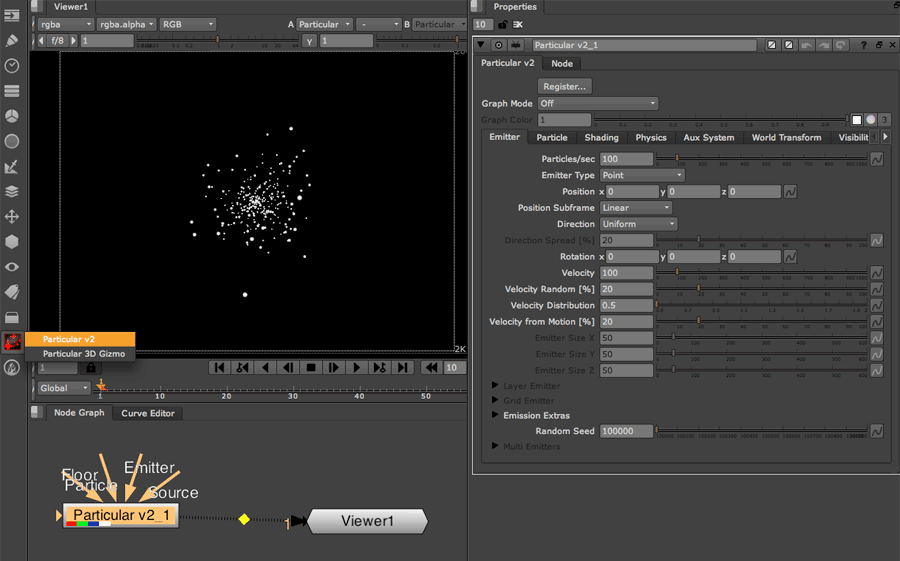 Viewer1
rgba rgba.alpha RGB A Particular - B Particular
f/8 1 Y 1
2K
Particular v2
Particular 3D Gizmo
1 10
Global 1 10 20 30 40 50
Node Graph Curve Editor
Floor
Particle
Emitter
Source
Particular v2_1
1
Viewer1
Properties
10
Particular v2_1
Particular v2 Node
Register...
Graph Mode Off
Graph Color 1 3
Emitter Particle Shading Physics Aux System World Transform Visibilit
Particles/sec 100
Emitter Type Point
Position x 0 y 0 z 0
Position Subframe Linear
Direction Uniform
Direction Spread [%] 20
Rotation x 0 y 0 z 0
Velocity 100
Velocity Random [%] 20
Velocity Distribution 0.5
Velocity from Motion [%] 20
Emitter Size X 50
Emitter Size Y 50
Emitter Size Z 50
Layer Emitter
Grid Emitter
Emission Extras
Random Seed 100000
Multi Emitters